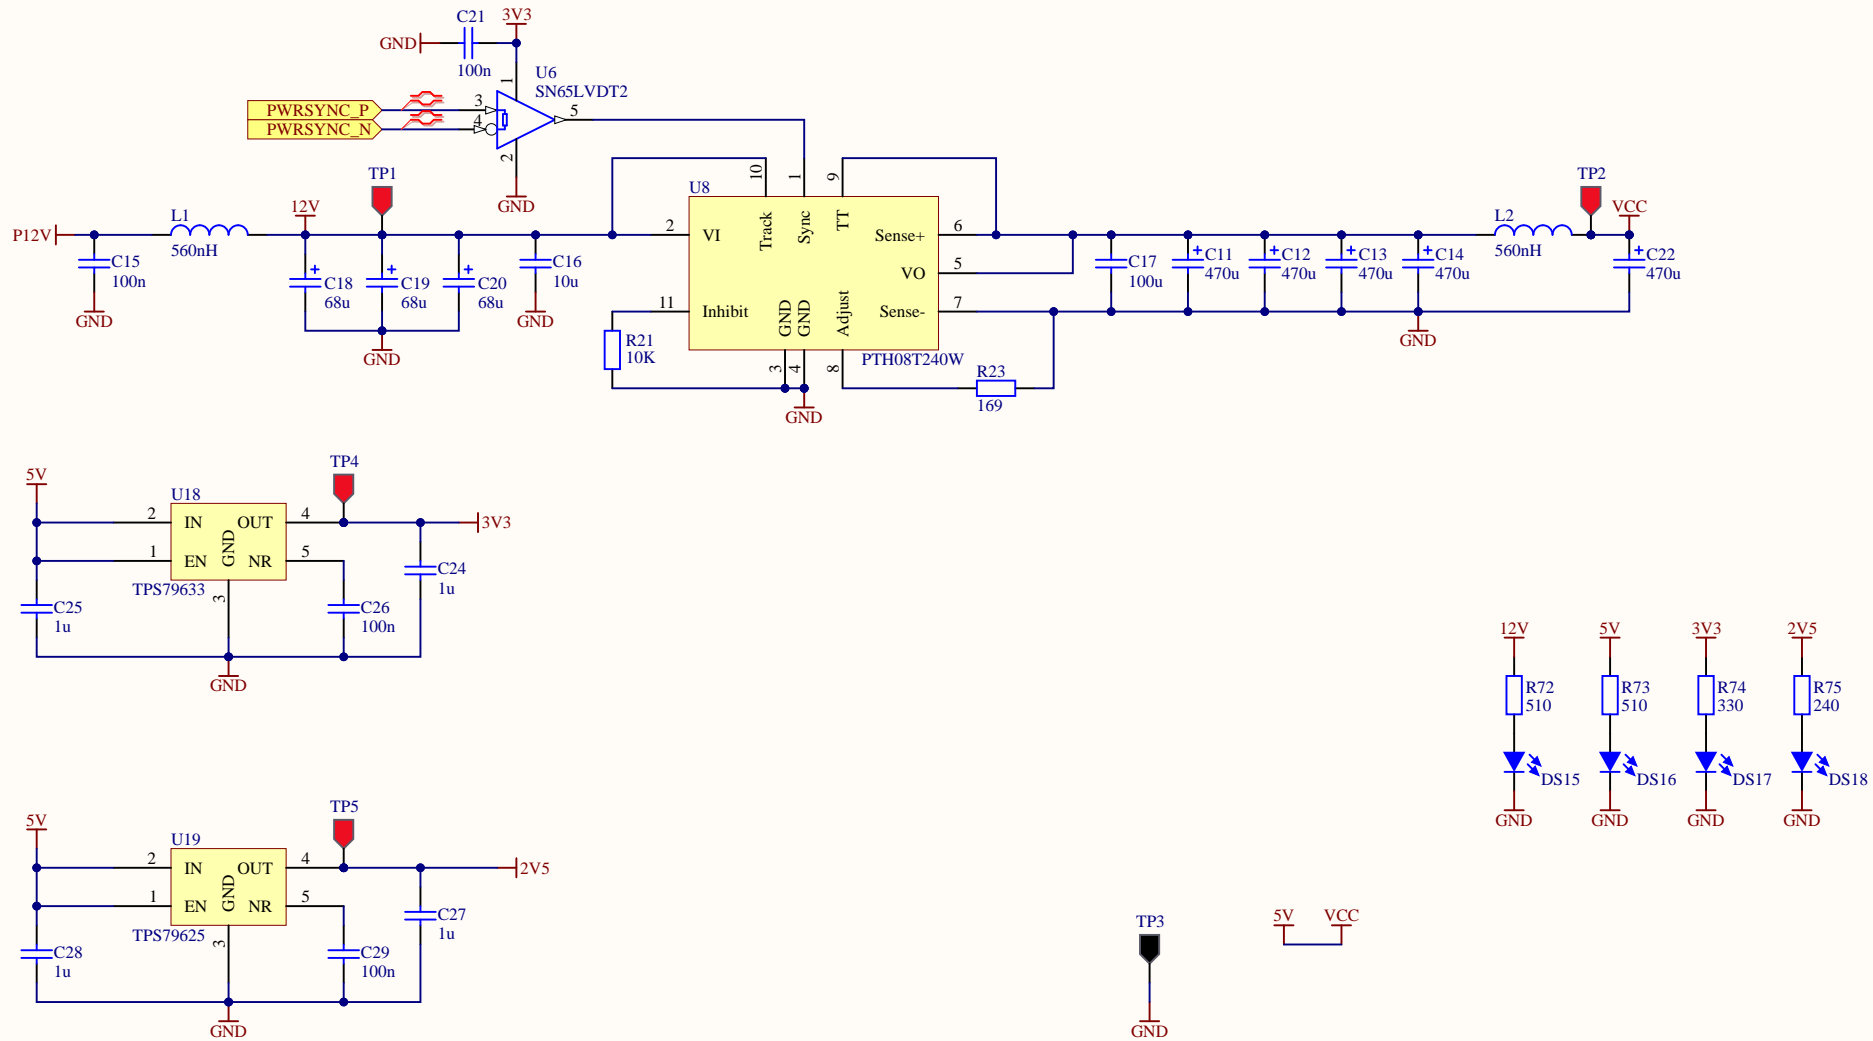 C21
3V3
GND
100n
1
U6
SN65LVDT2
PWRSYNC_P
3
PWRSYNC_N
4
5
2
GND
TP1
P12V
L1
560nH
12V
C15
100n
GND
C18
68u
C19
68u
C20
68u
GND
C16
10u
GND
U8
10
1
9
2
VI
Track
Sync
TT
Sense+
6
VO
5
11
Inhibit
GND
GND
Adjust
Sense-
7
PTH08T240W
3
4
8
R21
10K
GND
R23
169
C17
100u
C11
470u
C12
470u
C13
470u
C14
470u
GND
L2
560nH
TP2
VCC
C22
470u
5V
U18
TP4
2
IN
OUT
4
3V3
1
EN
GND
NR
5
TPS79633
3
C25
1u
C26
100n
C24
1u
GND
12V
5V
3V3
2V5
R72
510
R73
510
R74
330
R75
240
DS15
DS16
DS17
DS18
GND
GND
GND
GND
5V
U19
TP5
2
IN
OUT
4
2V5
1
EN
GND
NR
5
TPS79625
3
C28
1u
C29
100n
C27
1u
GND
TP3
GND
5V
VCC